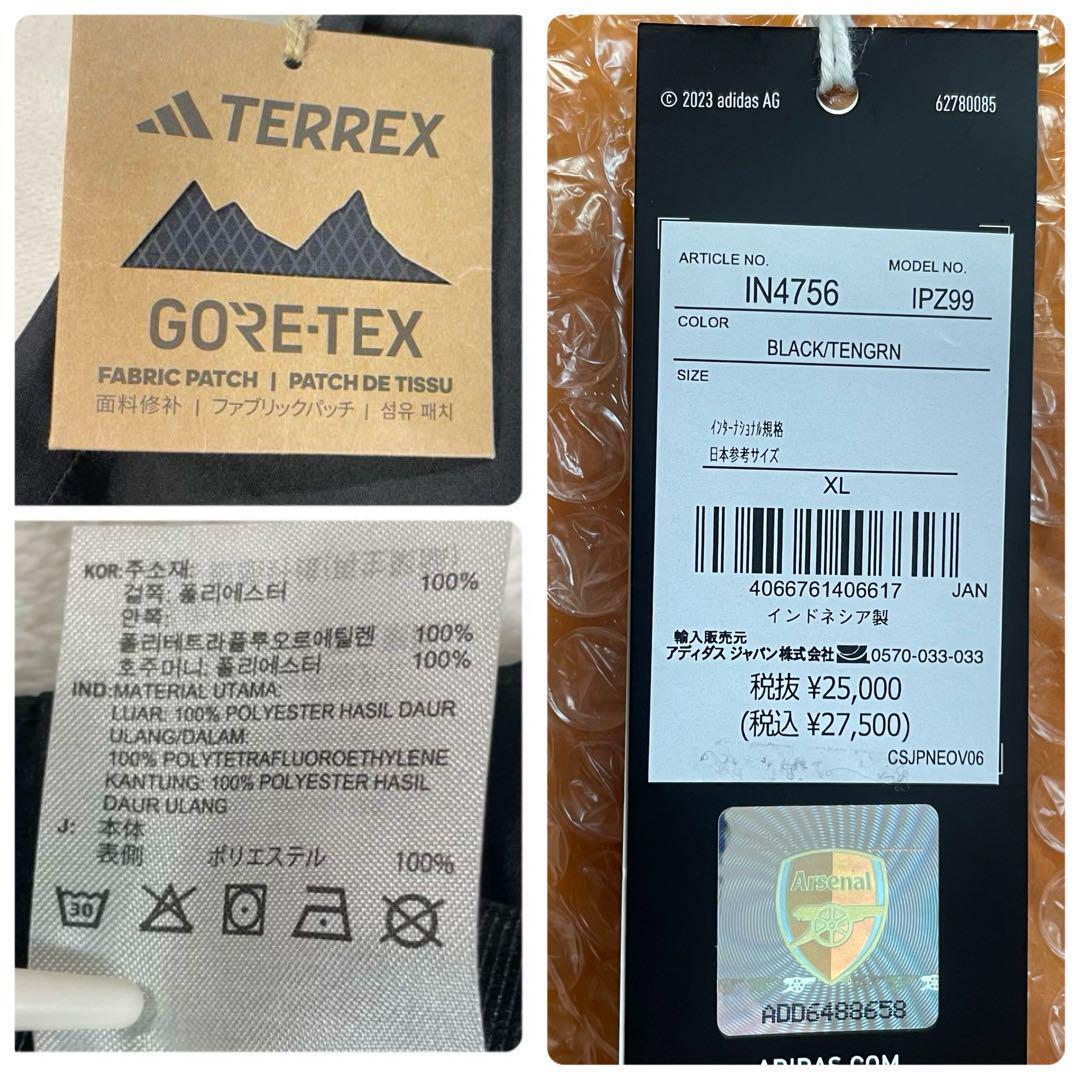 TERREX
GORE-TEX
FABRIC PATCH | PATCH DE TISSU
面料修补 | ファブリックパッチ | 섬유 패치
KOR: 주소재:
겉쪽: 폴리에스터 100%
안쪽:
폴리테트라플루오로에틸렌 100%
호주머니: 폴리에스터 100%
IND: MATERIAL UTAMA:
LUAR: 100% POLYESTER HASIL DAUR
ULANG/DALAM:
100% POLYTETRAFLUOROETHYLENE
KANTUNG: 100% POLYESTER HASIL
DAUR ULANG
J: 本体
表側 ポリエステル 100%
30
© 2023 adidas AG 62780085
ARTICLE NO. MODEL NO.
IN4756 IPZ99
COLOR
BLACK/TENGRN
SIZE
インターナショナル規格
日本参考サイズ
XL
4066761406617 JAN
インドネシア製
輸入販売元
アディダス ジャパン株式会社 0570-033-033
税抜 ¥25,000
(税込 ¥27,500)
CSJPNEOV06
Arsenal
ADD6488658
ADIDAS.COM